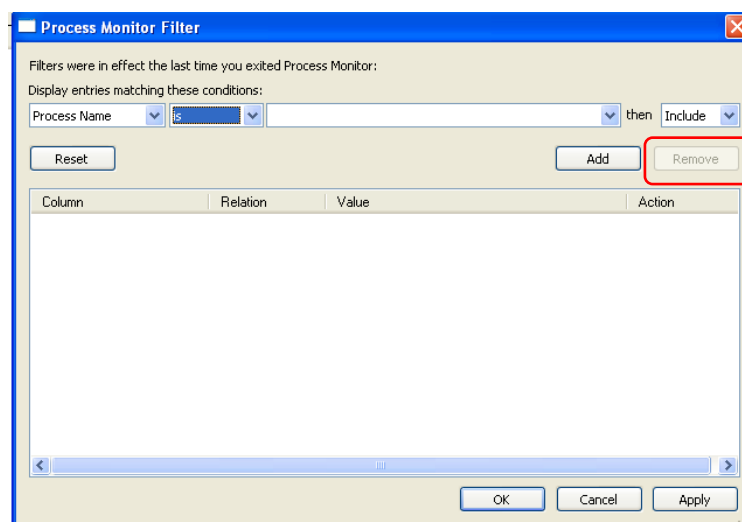 Process Monitor Filter
Filters were in effect the last time you exited Process Monitor:
Display entries matching these conditions:
Process Name is then Include
Reset Add Remove
Column Relation Value Action
OK Cancel Apply